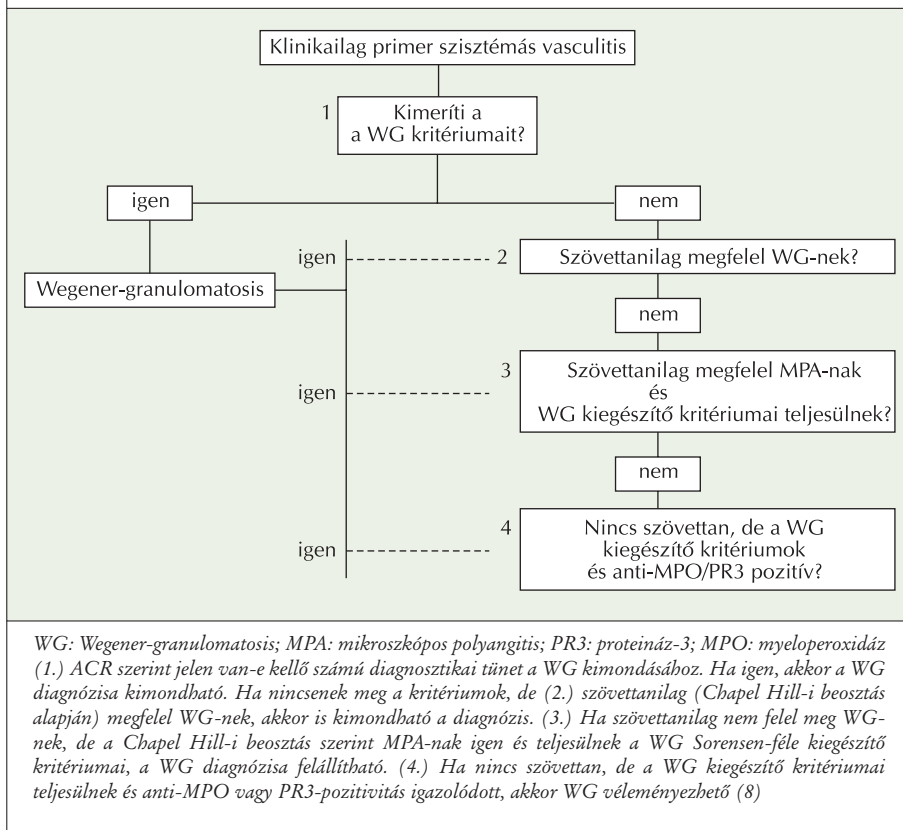 Klinikailag primer szisztémás vasculitis
1
Kimeríti a
a WG kritériumait?
igen
nem
Wegener-granulomatosis
igen
2
Szövettanilag megfelel WG-nek?
nem
igen
3
Szövettanilag megfelel MPA-nak
és
WG kiegészítő kritériumai teljesülnek?
nem
igen
4
Nincs szövettan, de a WG
kiegészítő kritériumok
és anti-MPO/PR3 pozitív?
WG: Wegener-granulomatosis; MPA: mikroszkópos polyangitis; PR3: proteináz-3; MPO: myeloperoxidáz
(1.) ACR szerint jelen van-e kellő számú diagnosztikai tünet a WG kimondásához. Ha igen, akkor a WG
diagnózisa kimondható. Ha nincsenek meg a kritériumok, de (2.) szövettanilag (Chapel Hill-i beosztás
alapján) megfelel WG-nek, akkor is kimondható a diagnózis. (3.) Ha szövettanilag nem felel meg WG-
nek, de a Chapel Hill-i beosztás szerint MPA-nak igen és teljesülnek a WG Sorensen-féle kiegészítő
kritériumai, a WG diagnózisa felállítható. (4.) Ha nincs szövettan, de a WG kiegészítő kritériumai
teljesülnek és anti-MPO vagy PR3-pozitivitás igazolódott, akkor WG véleményezhető (8)